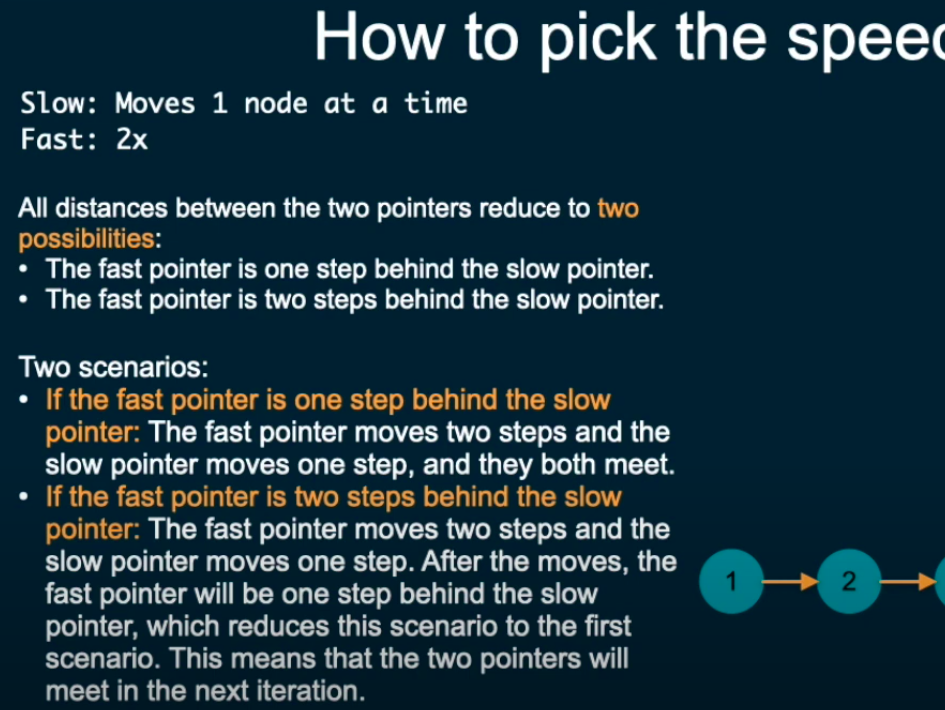 How to pick the speed
Slow: Moves 1 node at a time
Fast: 2x
All distances between the two pointers reduce to two
possibilities:
• The fast pointer is one step behind the slow pointer.
• The fast pointer is two steps behind the slow pointer.
Two scenarios:
• If the fast pointer is one step behind the slow
pointer: The fast pointer moves two steps and the
slow pointer moves one step, and they both meet.
• If the fast pointer is two steps behind the slow
pointer: The fast pointer moves two steps and the
slow pointer moves one step. After the moves, the
fast pointer will be one step behind the slow
pointer, which reduces this scenario to the first
scenario. This means that the two pointers will
meet in the next iteration.
1 2